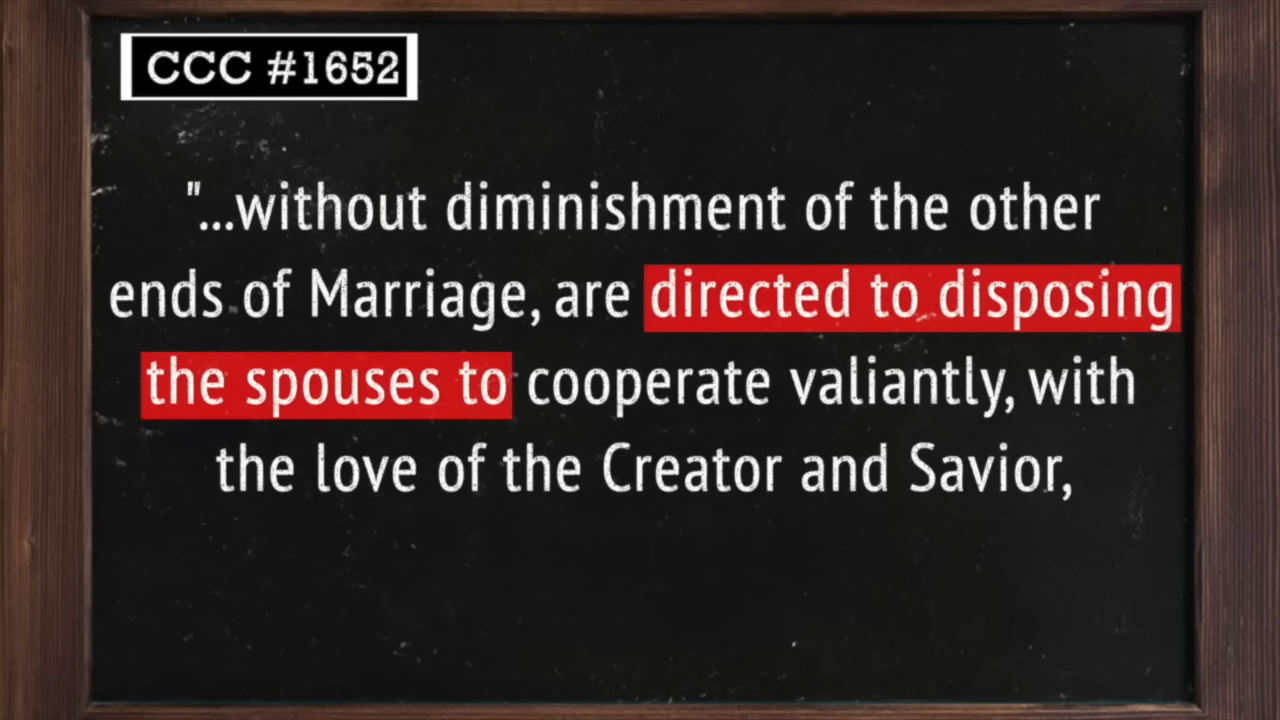 CCC #1652
"...without diminishment of the other
ends of Marriage, are directed to disposing
the spouses to cooperate valiantly, with
the love of the Creator and Savior,